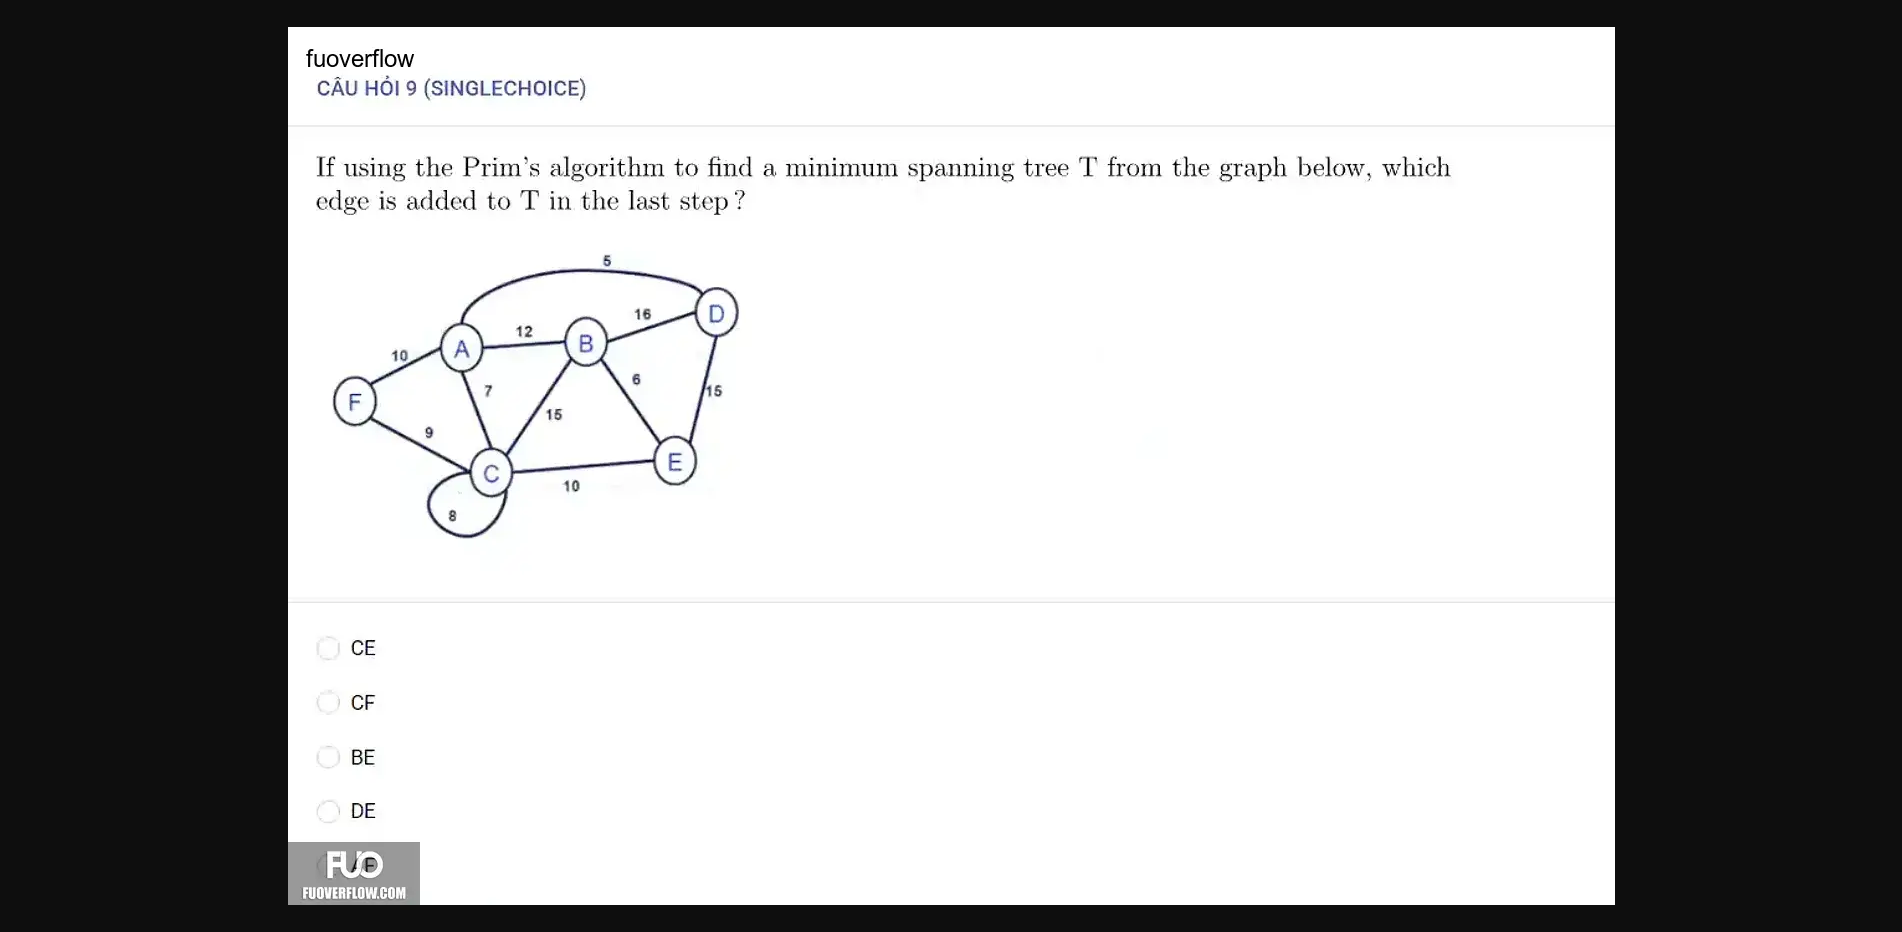 fuoverflow
CÂU HỎI 9 (SINGLECHOICE)
If using the Prim's algorithm to find a minimum spanning tree T from the graph below, which
edge is added to T in the last step ?
5
16
D
12
B
A
10
F
7
6
15
15
9
C
E
10
8
CE
CF
BE
DE
FUO
FUOVERFLOW.COM